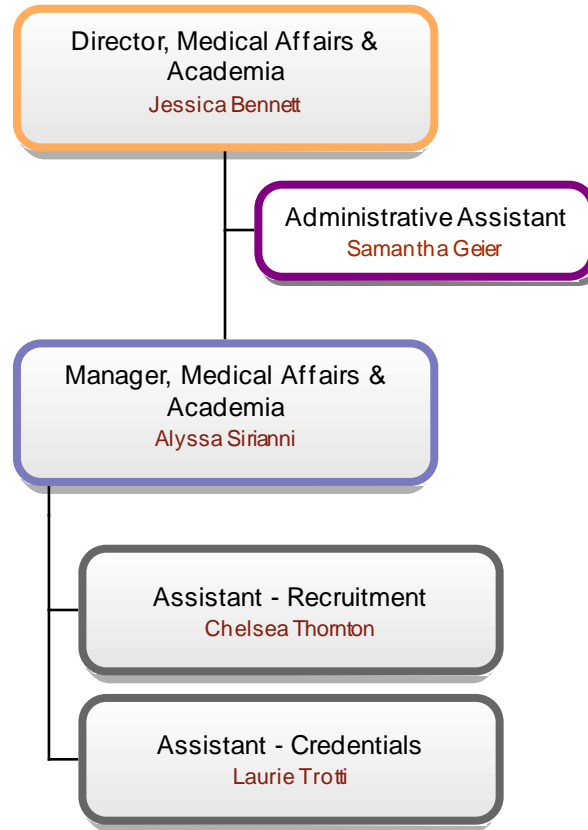 Director, Medical Affairs &
Academia
Jessica Bennett
Administrative Assistant
Samantha Geier
Manager, Medical Affairs &
Academia
Alyssa Sirianni
Assistant - Recruitment
Chelsea Thornton
Assistant - Credentials
Laurie Trotti